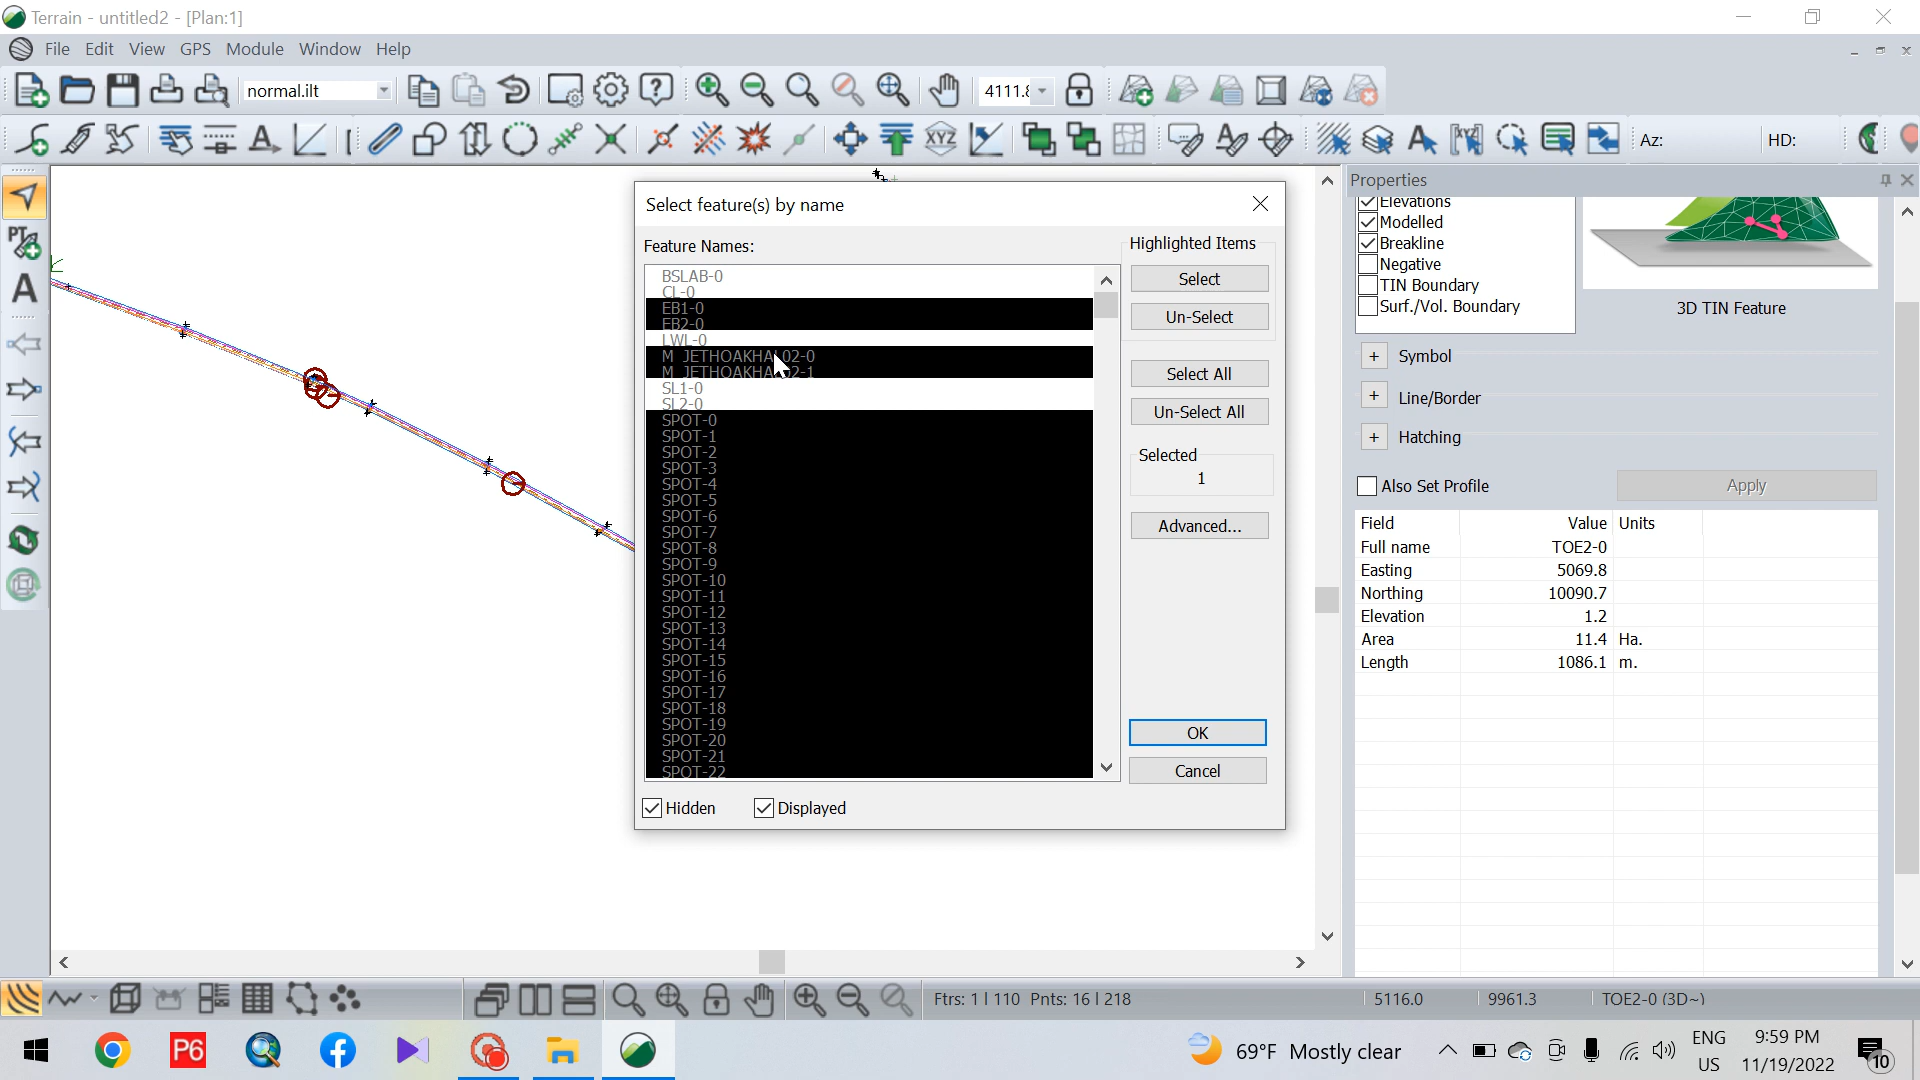 Terrain - untitled2 - [Plan:1]
File Edit View GPS Module Window Help
normal.ilt
4111.8
Az: HD:
Properties
Elevations
Modelled
Breakline
Negative
TIN Boundary
Surf./Vol. Boundary
3D TIN Feature
+ Symbol
+ Line/Border
+ Hatching
Also Set Profile
Apply
Field Value Units
Full name TOE2-0
Easting 5069.8
Northing 10090.7
Elevation 1.2
Area 11.4 Ha.
Length 1086.1 m.
Select feature(s) by name
Feature Names:
BSLAB-0
CL-0
EB1-0
EB2-0
LWL-0
M_JETHOAKHAL02-0
M_JETHOAKHAL02-1
SL1-0
SL2-0
SPOT-0
SPOT-1
SPOT-2
SPOT-3
SPOT-4
SPOT-5
SPOT-6
SPOT-7
SPOT-8
SPOT-9
SPOT-10
SPOT-11
SPOT-12
SPOT-13
SPOT-14
SPOT-15
SPOT-16
SPOT-17
SPOT-18
SPOT-19
SPOT-20
SPOT-21
SPOT-22
Hidden Displayed
Highlighted Items
Select
Un-Select
Select All
Un-Select All
Selected
1
Advanced...
OK
Cancel
Ftrs: 1 | 110 Pnts: 16 | 218
5116.0
9961.3
TOE2-0 (3D~)
P6
69°F Mostly clear
ENG
US
9:59 PM
11/19/2022
10